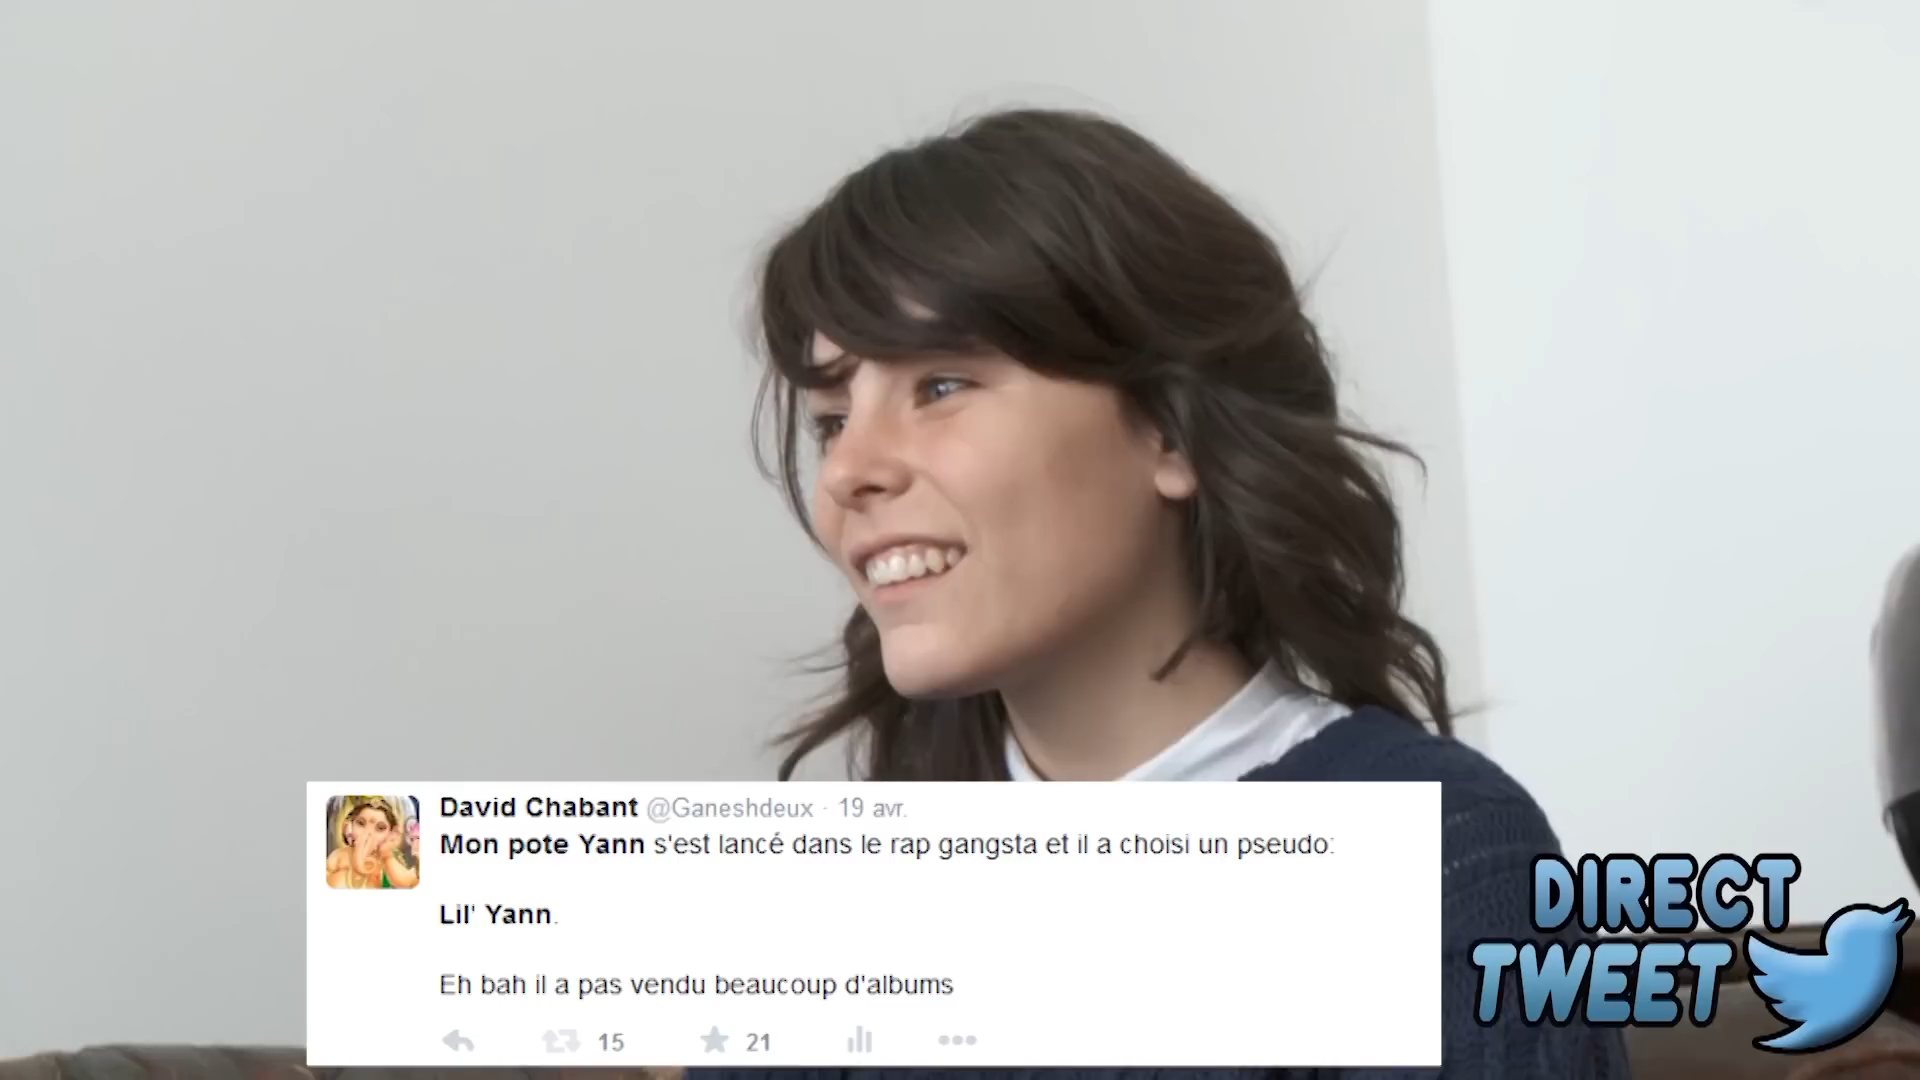 David Chabant @Ganeshdeux · 19 avr.
Mon pote Yann s'est lancé dans le rap gangsta et il a choisi un pseudo:
Lil' Yann.
Eh bah il a pas vendu beaucoup d'albums
15 21
DIRECT
TWEET